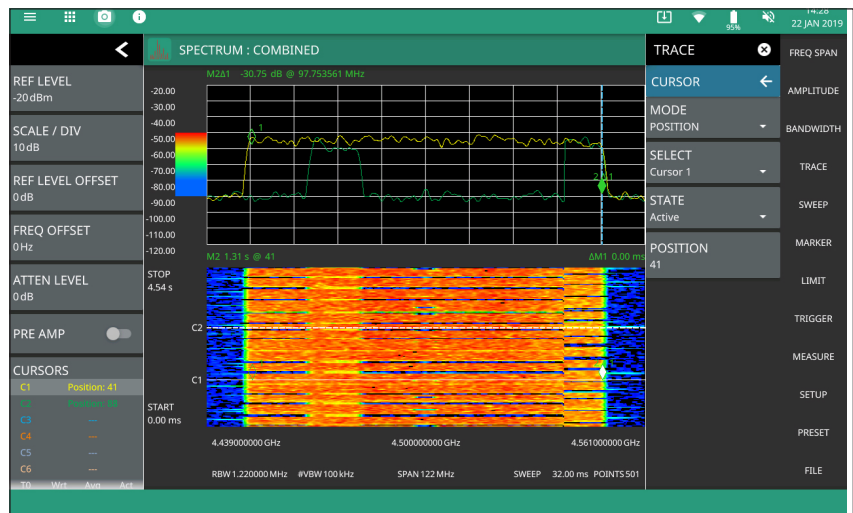 14:28
95%
22 JAN 2019
SPECTRUM : COMBINED
REF LEVEL
-20 dBm
SCALE / DIV
10 dB
REF LEVEL OFFSET
0 dB
FREQ OFFSET
0 Hz
ATTEN LEVEL
0 dB
PRE AMP
CURSORS
C1 Position: 41
C2 Position: 88
C3 ---
C4 ---
C5 ---
C6 ---
T0 Wrt Avg Act
M2Δ1 -30.75 dB @ 97.753561 MHz
-20.00
-30.00
-40.00
-50.00
-60.00
-70.00
-80.00
-90.00
-100.00
-110.00
-120.00
1
2
1
M2 1.31 s @ 41
ΔM1 0.00 ms
STOP
4.54 s
C2
C1
START
0.00 ms
4.439000000 GHz
4.500000000 GHz
4.561000000 GHz
RBW 1.220000 MHz #VBW 100 kHz SPAN 122 MHz SWEEP 32.00 ms POINTS 501
TRACE
CURSOR
MODE
POSITION
SELECT
Cursor 1
STATE
Active
POSITION
41
FREQ SPAN
AMPLITUDE
BANDWIDTH
TRACE
SWEEP
MARKER
LIMIT
TRIGGER
MEASURE
SETUP
PRESET
FILE